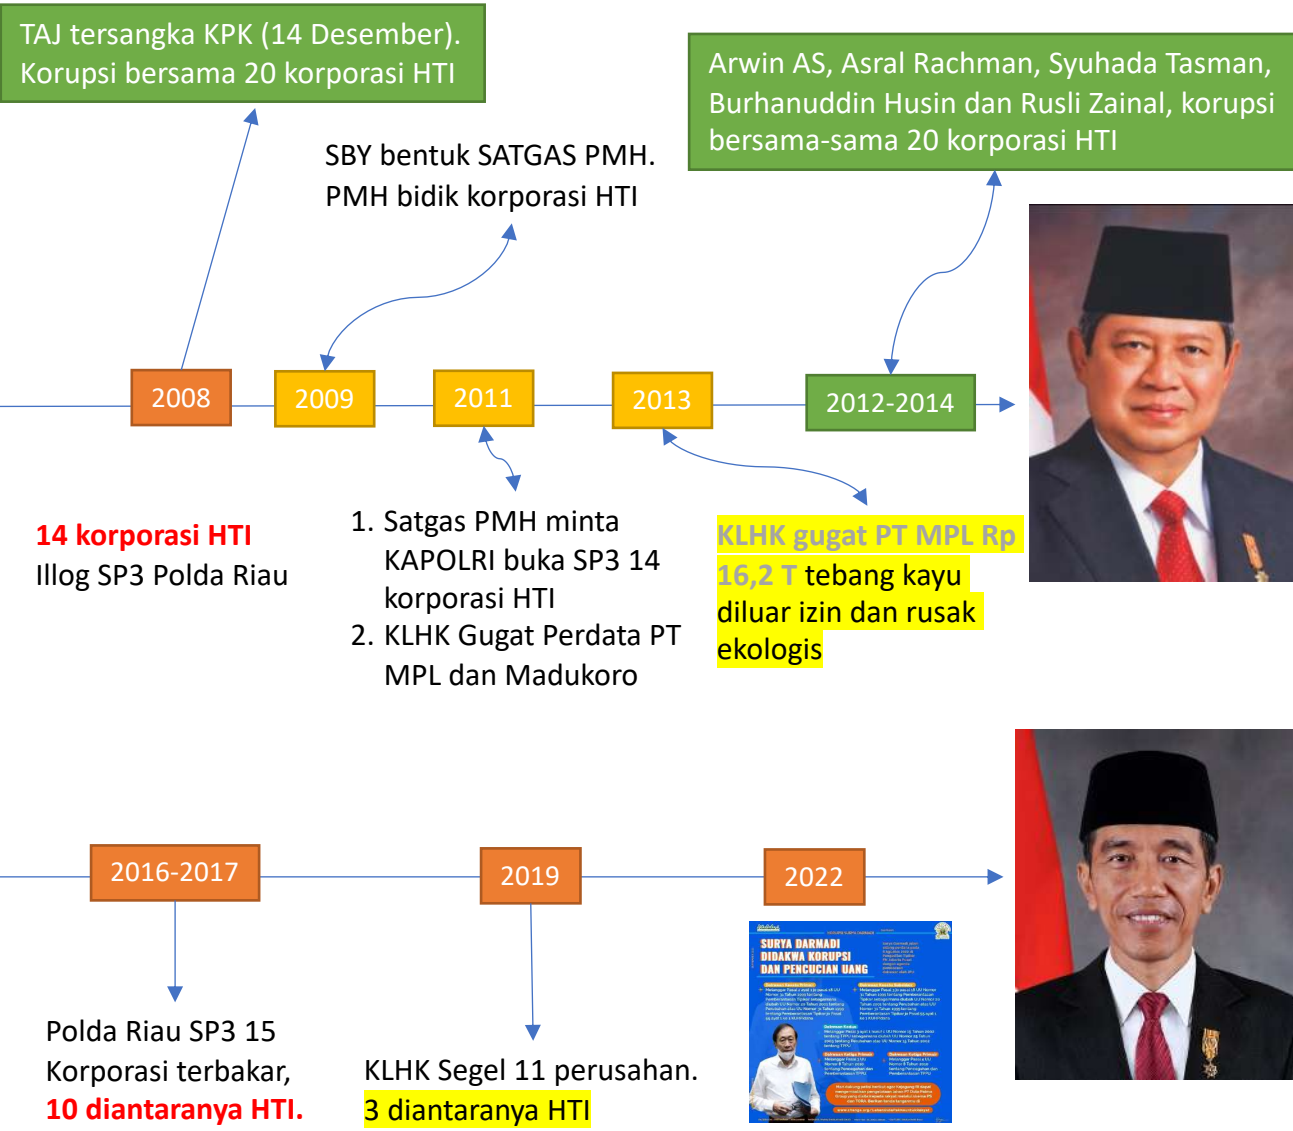 TAJ tersangka KPK (14 Desember).
Korupsi bersama 20 korporasi HTI
Arwin AS, Asral Rachman, Syuhada Tasman,
Burhanuddin Husin dan Rusli Zainal, korupsi
bersama-sama 20 korporasi HTI
SBY bentuk SATGAS PMH.
PMH bidik korporasi HTI
2008
2009
2011
2013
2012-2014
14 korporasi HTI
Illog SP3 Polda Riau
1. Satgas PMH minta
KAPOLRI buka SP3 14
korporasi HTI
2. KLHK Gugat Perdata PT
MPL dan Madukoro
KLHK gugat PT MPL Rp
16,2 T tebang kayu
diluar izin dan rusak
ekologis
2016-2017
2019
2022
Polda Riau SP3 15
Korporasi terbakar,
10 diantaranya HTI.
KLHK Segel 11 perusahan.
3 diantaranya HTI
SURYA DARMADI
DIDAKWA KORUPSI
DAN PENCUCIAN UANG